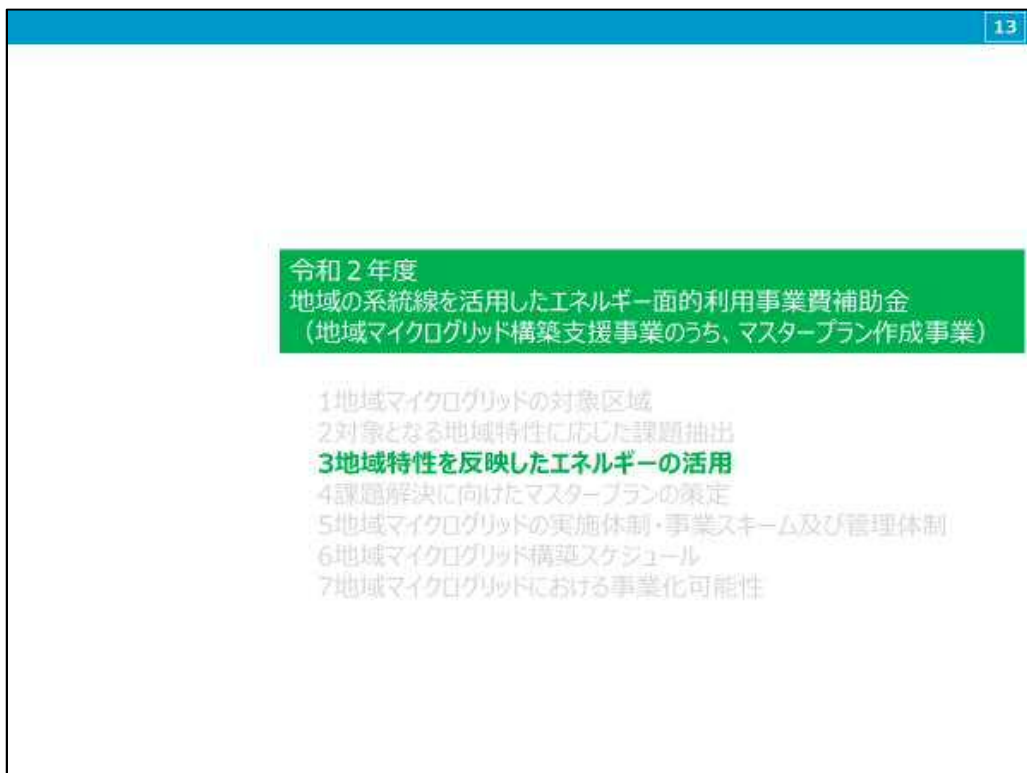 13
令和２年度
地域の系統線を活用したエネルギー面的利用事業費補助金
（地域マイクログリッド構築支援事業のうち、マスタープラン作成事業）
1地域マイクログリッドの対象区域
2対象となる地域特性に応じた課題抽出
3地域特性を反映したエネルギーの活用
4課題解決に向けたマスタープランの策定
5地域マイクログリッドの実施体制・事業スキーム及び管理体制
6地域マイクログリッド構築スケジュール
7地域マイクログリッドにおける事業化可能性